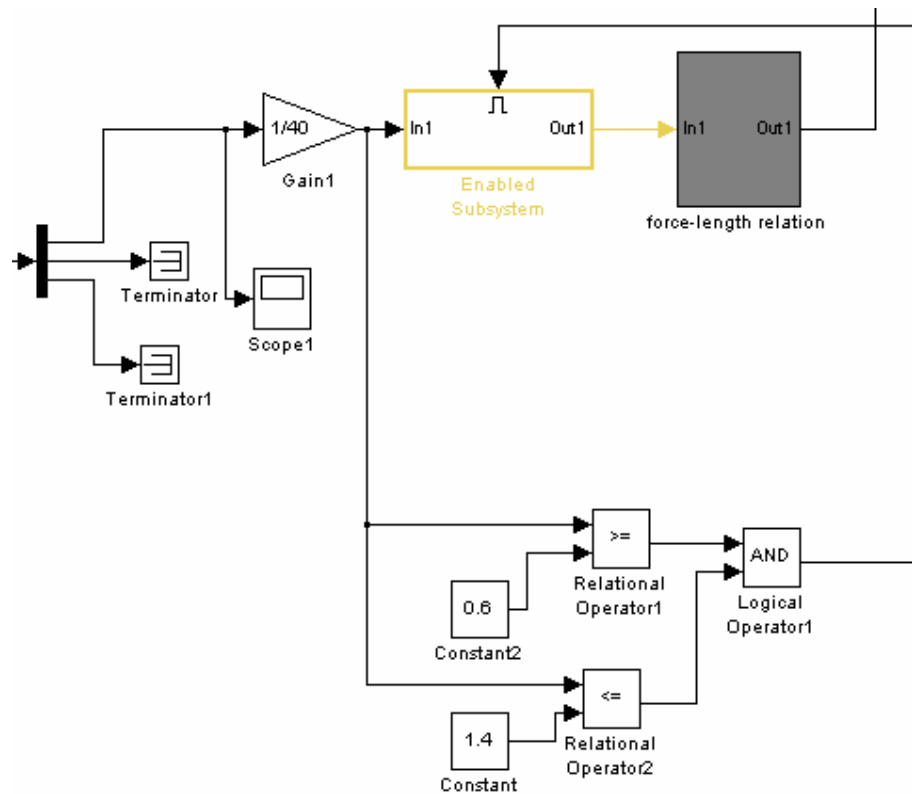 1/40
Gain1
In1
Out1
Enabled
Subsystem
In1
Out1
force-length relation
Terminator
Scope1
Terminator1
>=
Relational
Operator1
0.6
Constant2
AND
Logical
Operator1
<=
Relational
Operator2
1.4
Constant